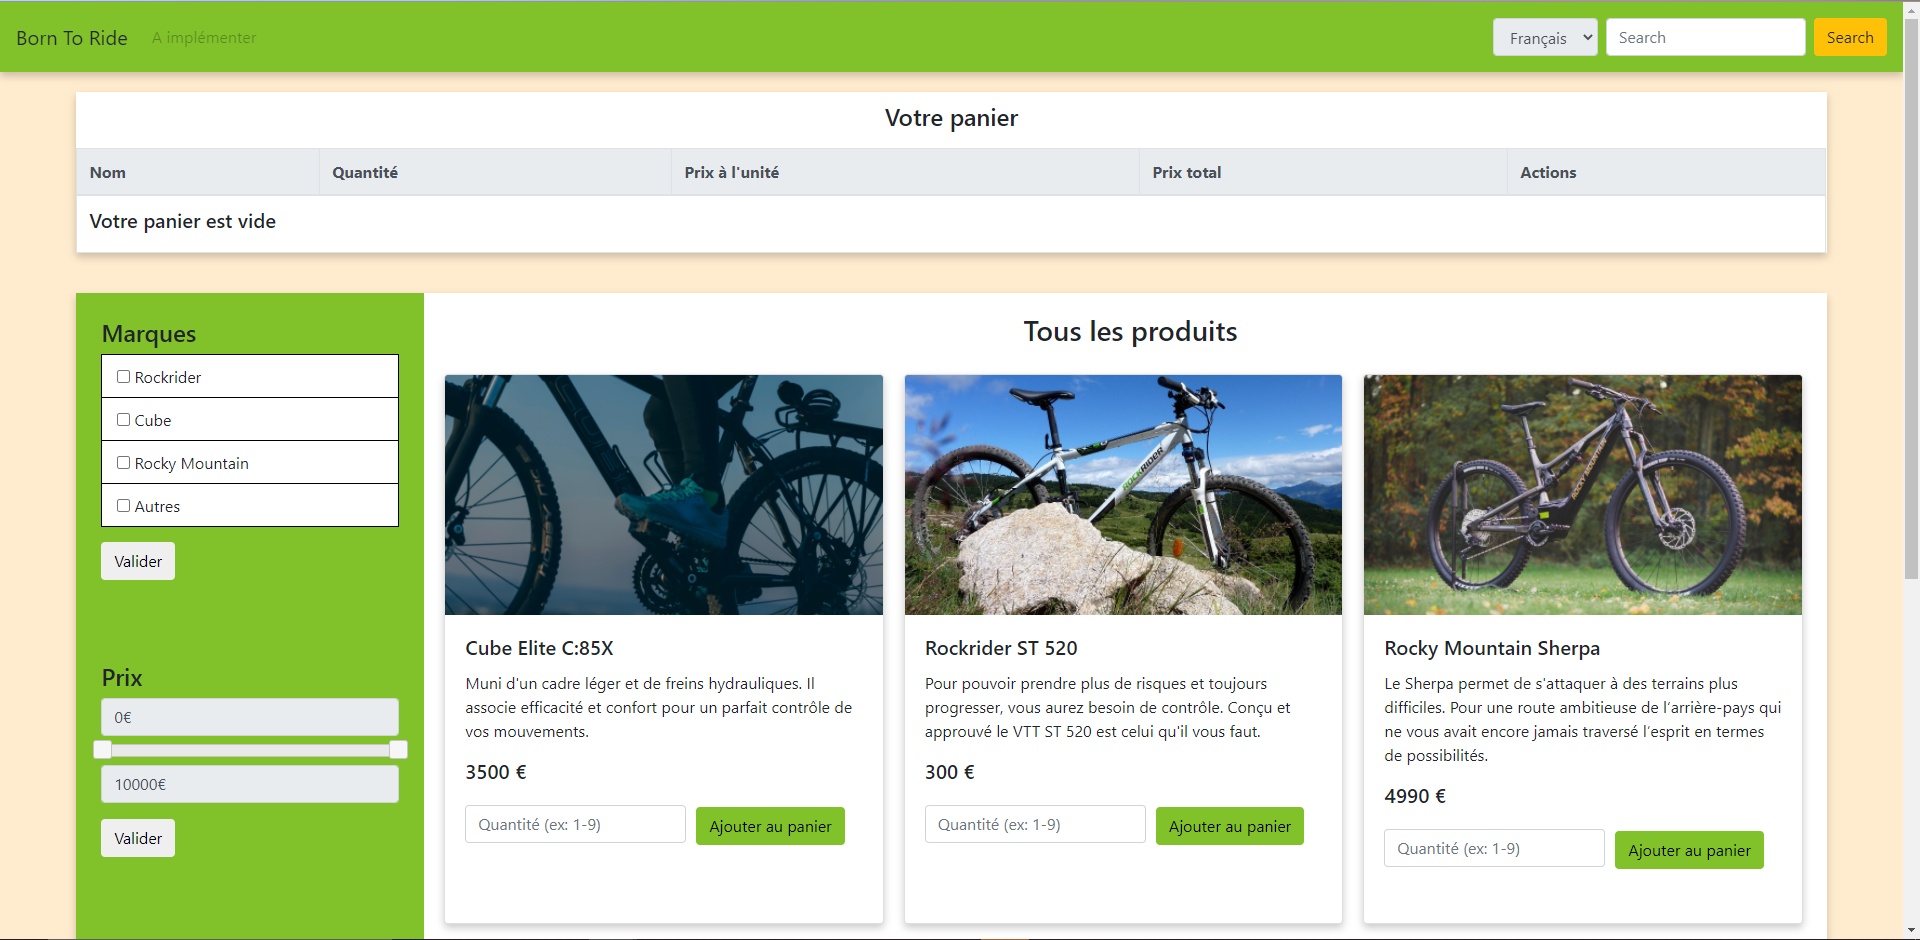 Born To Ride
A implémenter
Français
Search
Search
Votre panier
Nom
Quantité
Prix à l'unité
Prix total
Actions
Votre panier est vide
Marques
Rockrider
Cube
Rocky Mountain
Autres
Valider
Prix
0€
10000€
Valider
Tous les produits
CUBE
ROCKRIDER
ROCKY MOUNTAIN
Cube Elite C:85X
Muni d'un cadre léger et de freins hydrauliques. Il
associe efficacité et confort pour un parfait contrôle de
vos mouvements.
3500 €
Quantité (ex: 1-9)
Ajouter au panier
Rockrider ST 520
Pour pouvoir prendre plus de risques et toujours
progresser, vous aurez besoin de contrôle. Conçu et
approuvé le VTT ST 520 est celui qu'il vous faut.
300 €
Quantité (ex: 1-9)
Ajouter au panier
Rocky Mountain Sherpa
Le Sherpa permet de s'attaquer à des terrains plus
difficiles. Pour une route ambitieuse de l’arrière-pays qui
ne vous avait encore jamais traversé l’esprit en termes
de possibilités.
4990 €
Quantité (ex: 1-9)
Ajouter au panier